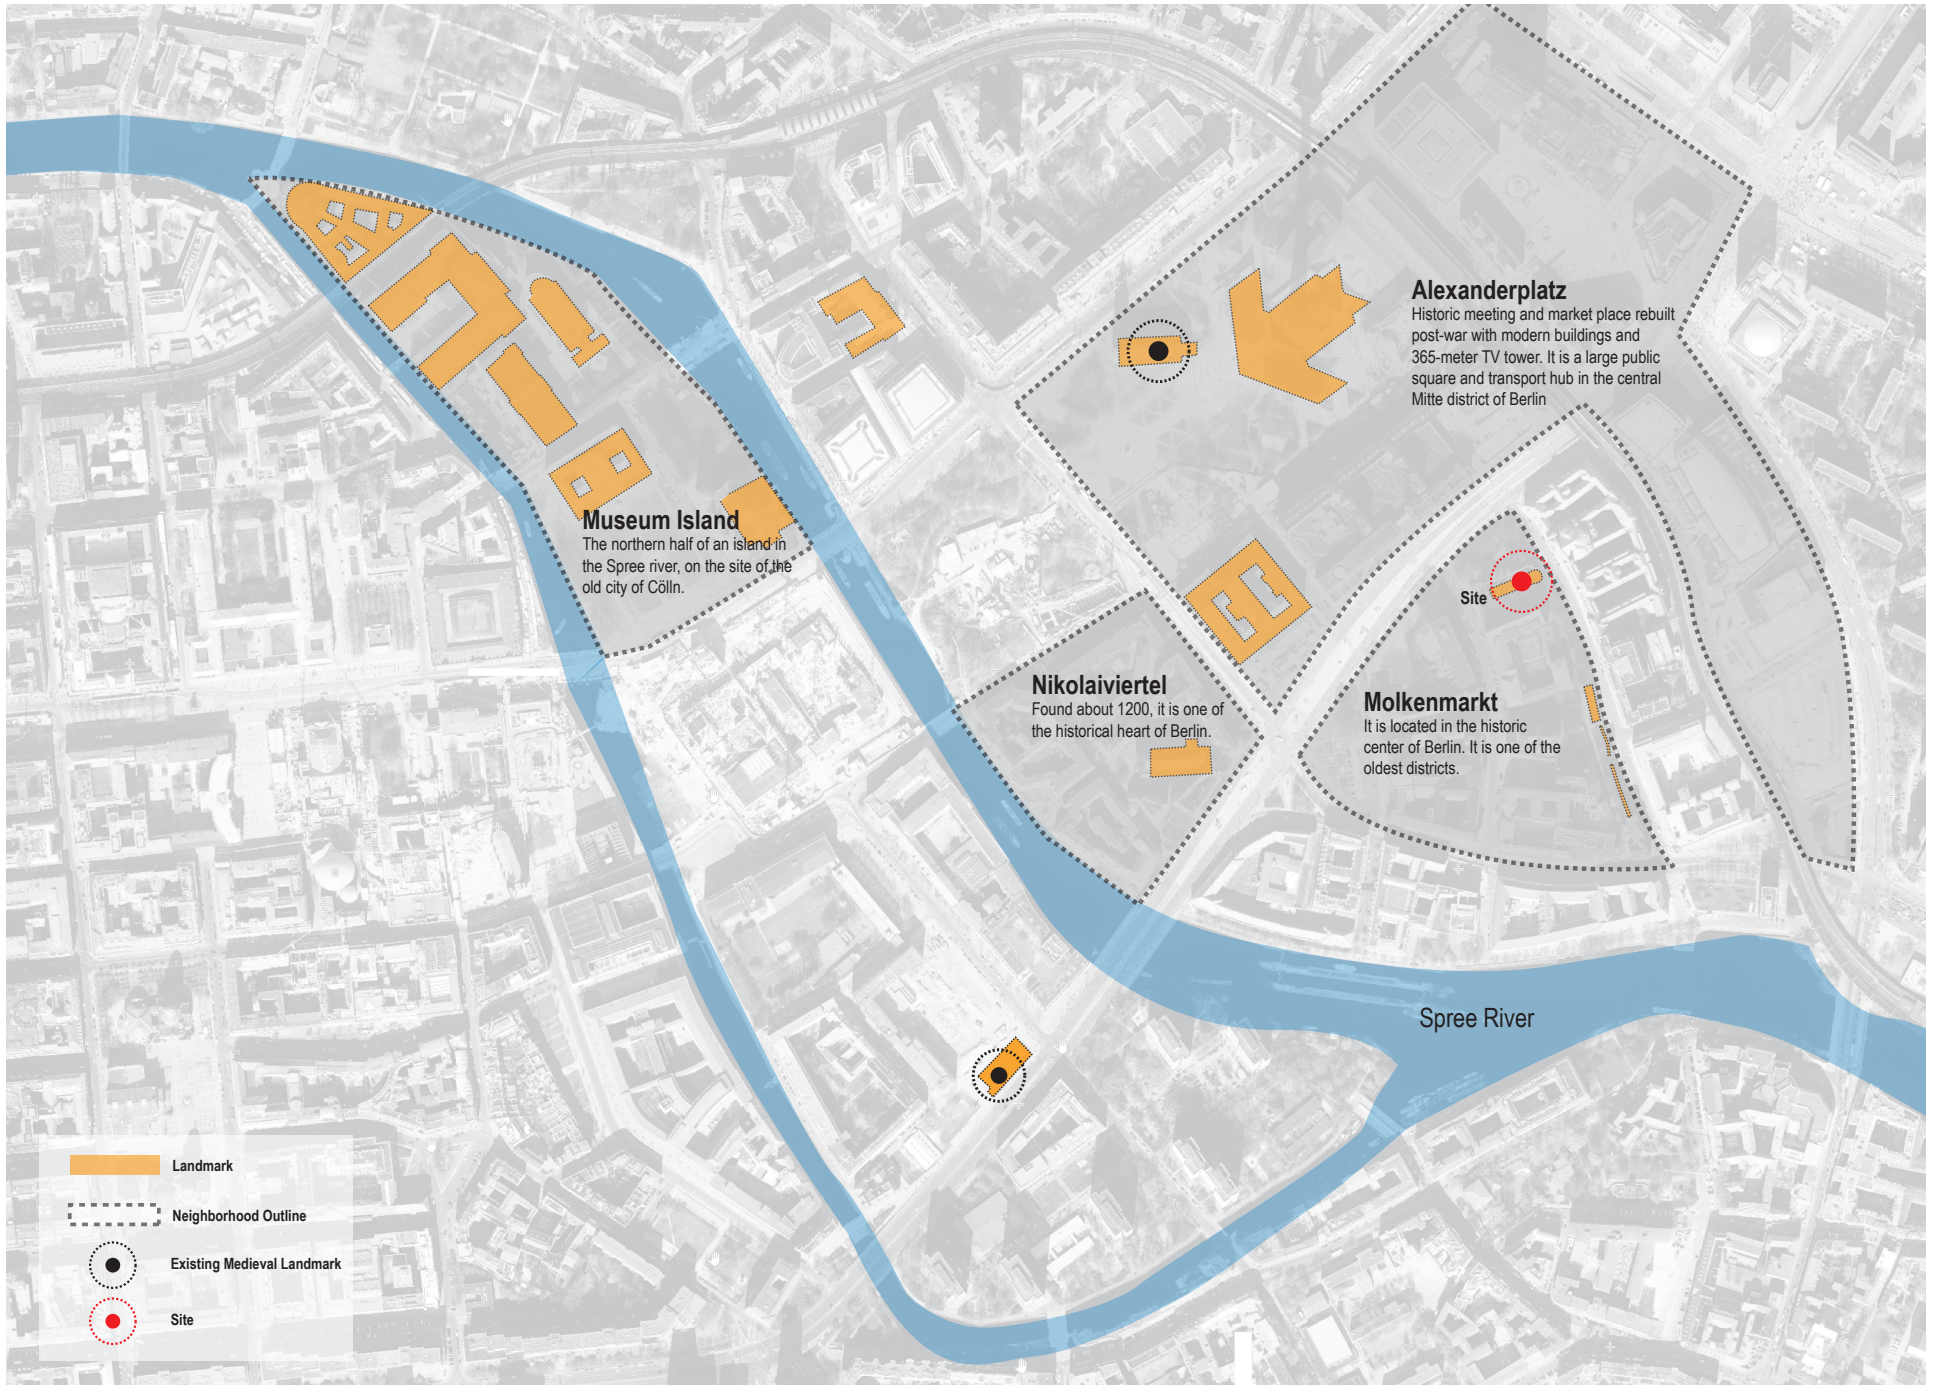 Alexanderplatz
Historic meeting and market place rebuilt
post-war with modern buildings and
365-meter TV tower. It is a large public
square and transport hub in the central
Mitte district of Berlin
Museum Island
The northern half of an island in
the Spree river, on the site of the
old city of Cölln.
Site
Nikolaiviertel
Found about 1200, it is one of
the historical heart of Berlin.
Molkenmarkt
It is located in the historic
center of Berlin. It is one of the
oldest districts.
Spree River
Landmark
Neighborhood Outline
Existing Medieval Landmark
Site